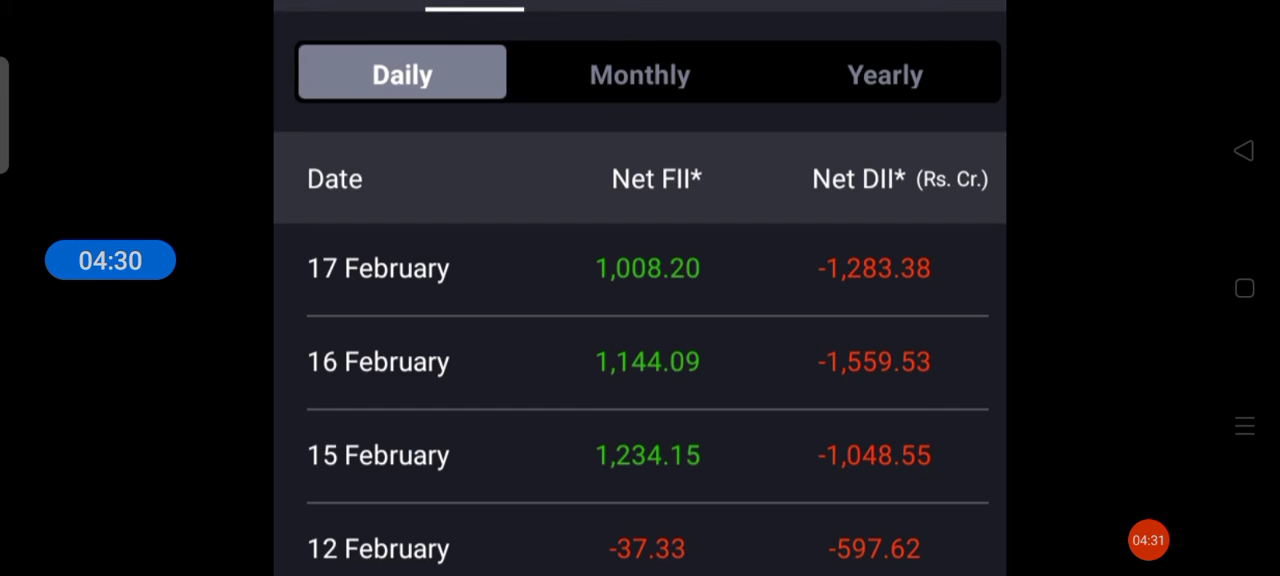 Daily Monthly Yearly
Date Net FII* Net DII* (Rs. Cr.)
04:30
17 February 1,008.20 -1,283.38
16 February 1,144.09 -1,559.53
15 February 1,234.15 -1,048.55
12 February -37.33 -597.62
04:31